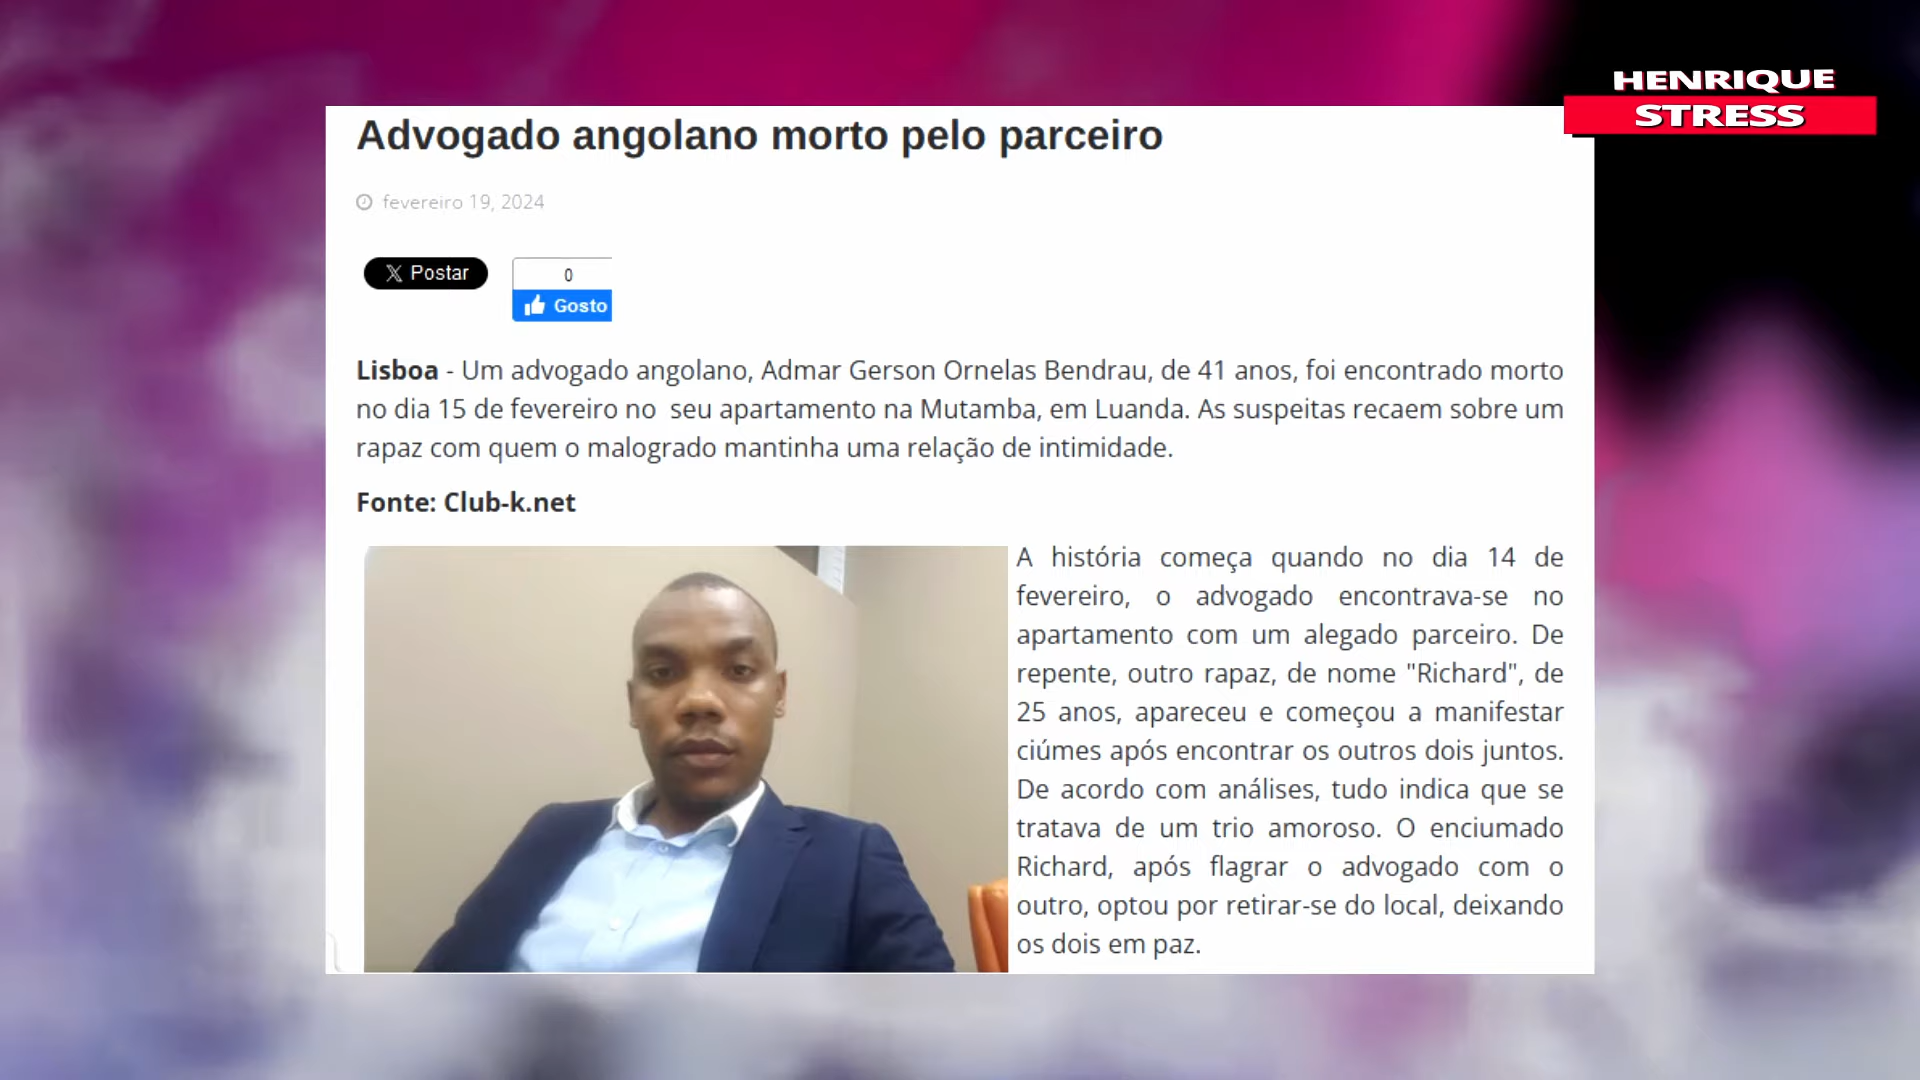 HENRIQUE
STRESS
Advogado angolano morto pelo parceiro
fevereiro 19, 2024
X Postar
0
Gosto
Lisboa - Um advogado angolano, Admar Gerson Ornelas Bendrau, de 41 anos, foi encontrado morto
no dia 15 de fevereiro no  seu apartamento na Mutamba, em Luanda. As suspeitas recaem sobre um
rapaz com quem o malogrado mantinha uma relação de intimidade.
Fonte: Club-k.net
A história começa quando no dia 14 de
fevereiro, o advogado encontrava-se no
apartamento com um alegado parceiro. De
repente, outro rapaz, de nome "Richard", de
25 anos, apareceu e começou a manifestar
ciúmes após encontrar os outros dois juntos.
De acordo com análises, tudo indica que se
tratava de um trio amoroso. O enciumado
Richard, após flagrar o advogado com o
outro, optou por retirar-se do local, deixando
os dois em paz.